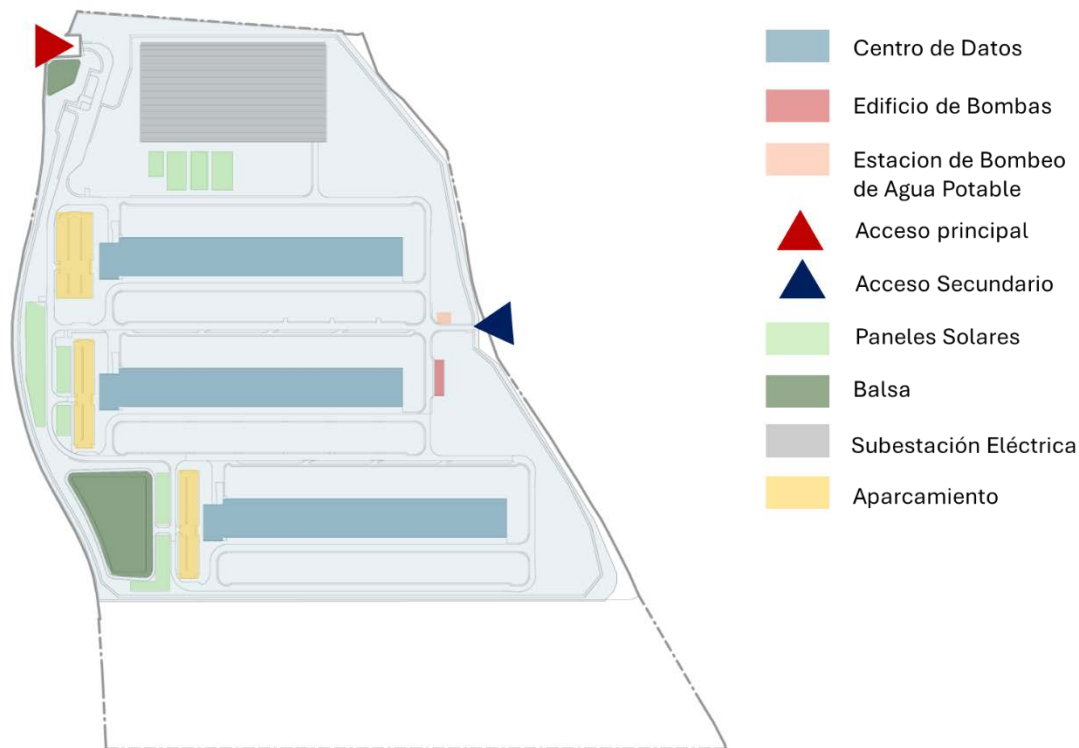 Centro de Datos
Edificio de Bombas
Estacion de Bombeo
de Agua Potable
Acceso principal
Acceso Secundario
Paneles Solares
Balsa
Subestación Eléctrica
Aparcamiento